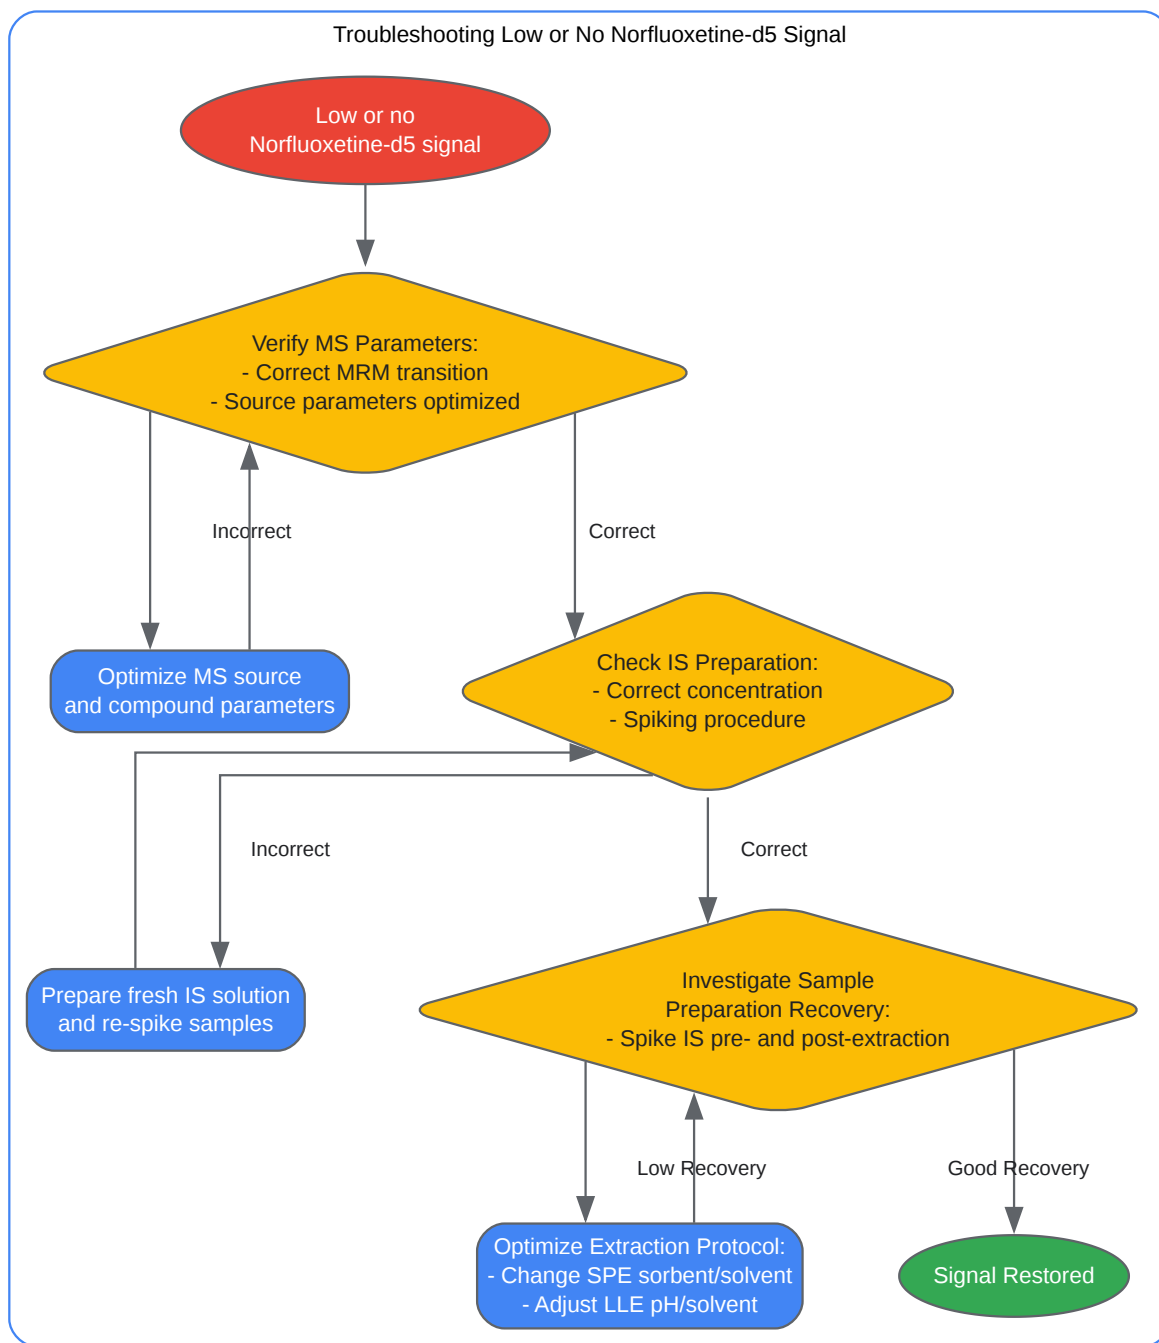 Troubleshooting Low or No Norfluoxetine-d5 Signal
Low or no
Norfluoxetine-d5 signal
Verify MS Parameters:
- Correct MRM transition
- Source parameters optimized
Incorrect
Correct
Optimize MS source
and compound parameters
Check IS Preparation:
- Correct concentration
- Spiking procedure
Incorrect
Correct
Prepare fresh IS solution
and re-spike samples
Investigate Sample
Preparation Recovery:
- Spike IS pre- and post-extraction
Low Recovery
Good Recovery
Optimize Extraction Protocol:
- Change SPE sorbent/solvent
- Adjust LLE pH/solvent
Signal Restored